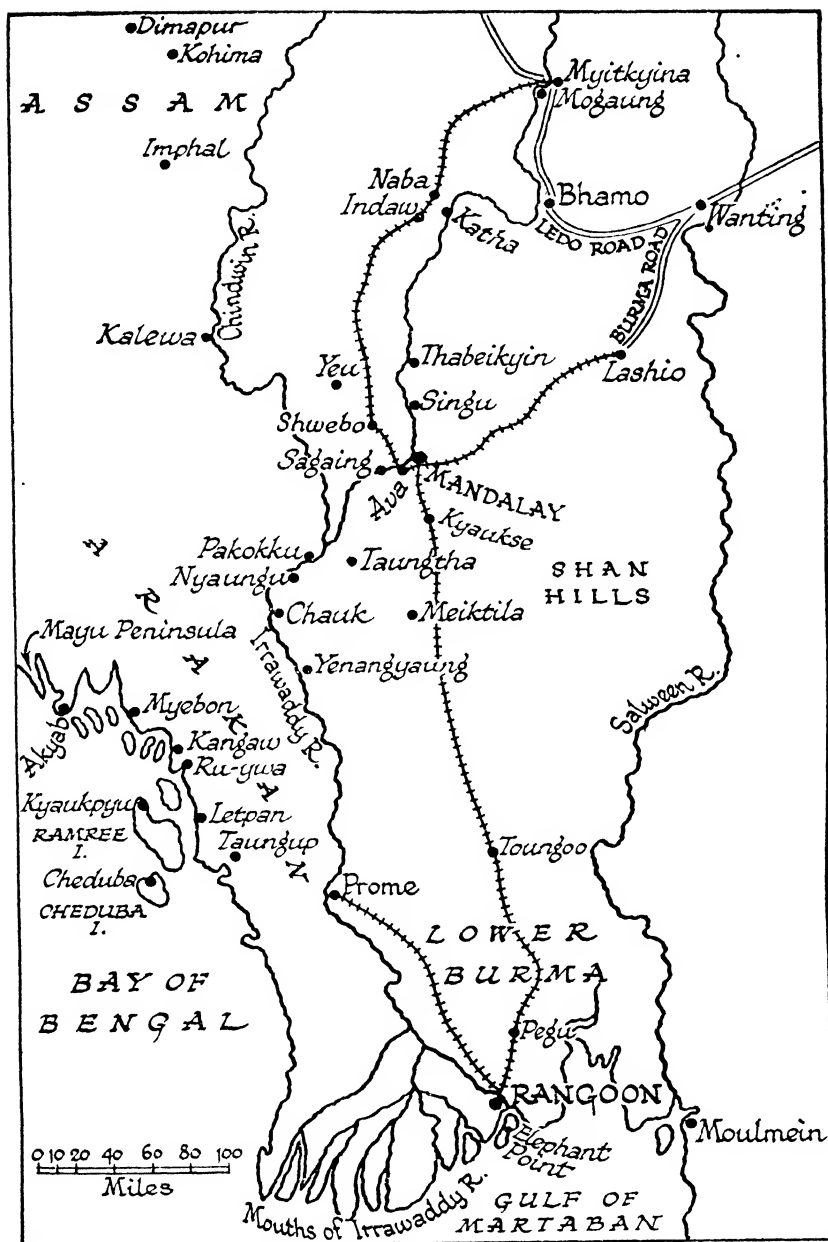 Dimapur
Kohima
ASSAM
Myitkyina
Mogaung
Imphal
Naba
Indaw
Katha
Bhamo
Wanting
LEDO ROAD
BURMA ROAD
Chindwin R.
Kalewa
Yeu
Thabeikyin
Lashio
Singu
Shwebo
Sagaing
Ava
MANDALAY
Kyaukse
Pakokku
Taungtha
Nyaungu
SHAN
HILLS
Chauk
Meiktila
Mayu Peninsula
ARAKAN
Irrawaddy R.
Yenangyaung
Salween R.
Akyab
Myebon
Kangaw
Ru-ywa
Kyaukpyu
RAMREE
I.
Letpan
Taungup
Toungoo
Cheduba
CHEDUBA
I.
Prome
LOWER
BURMA
BAY OF
BENGAL
Pegu
RANGOON
Elephant
Point
Moulmein
0 10 20 40 60 80 100
Miles
Mouths of Irrawaddy R.
GULF OF
MARTABAN